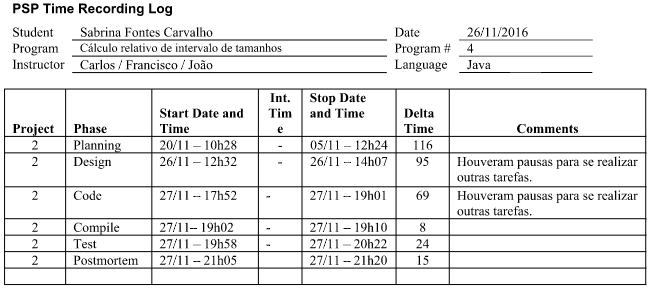 PSP Time Recording Log
Student Sabrina Fontes Carvalho Date 26/11/2016
Program Cálculo relativo de intervalo de tamanhos Program # 4
Instructor Carlos / Francisco / João Language Java
Project Phase Start Date and Time Int. Tim e Stop Date and Time Delta Time Comments
2 Planning 20/11 – 10h28 - 05/11 – 12h24 116
2 Design 26/11 – 12h32 - 26/11 – 14h07 95 Houveram pausas para se realizar
outras tarefas.
2 Code 27/11 -- 17h52 - 27/11 -- 19h01 69 Houveram pausas para se realizar
outras tarefas.
2 Compile 27/11-- 19h02 - 27/11 -- 19h10 8
2 Test 27/11 -- 19h58 - 27/11 -- 20h22 24
2 Postmortem 27/11 -- 21h05 27/11 -- 21h20 15